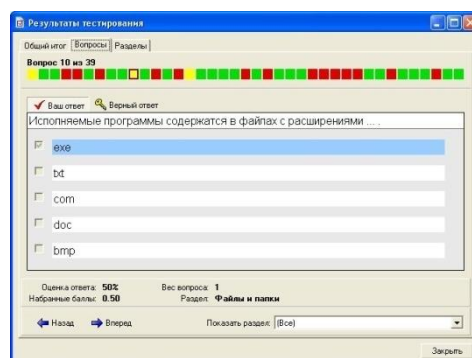 Результаты тестирования
Общий итог Вопросы Разделы
Вопрос 10 из 39
Ваш ответ Верный ответ
Исполняемые программы содержатся в файлах с расширениями ... .
exe
txt
com
doc
bmp
Оценка ответа: 50% Вес вопроса: 1
Набранные баллы: 0.50 Раздел: Файлы и папки
Назад Вперед Показать раздел: (Все)
Закрыть